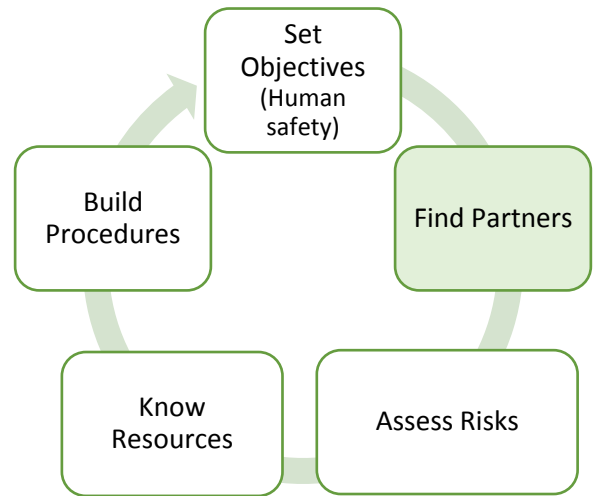 Set
Objectives
(Human
safety)
Find Partners
Assess Risks
Know
Resources
Build
Procedures